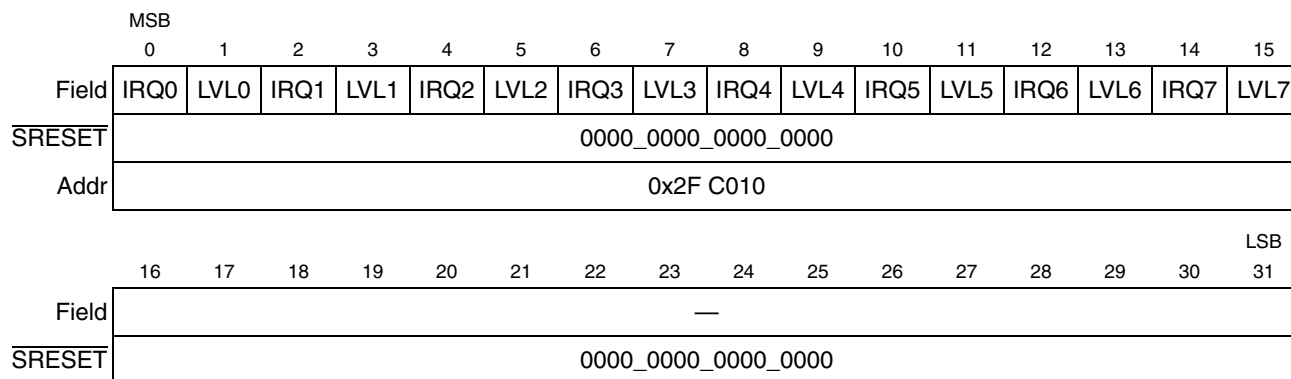 MSB
0 1 2 3 4 5 6 7 8 9 10 11 12 13 14 15
Field IRQ0 LVL0 IRQ1 LVL1 IRQ2 LVL2 IRQ3 LVL3 IRQ4 LVL4 IRQ5 LVL5 IRQ6 LVL6 IRQ7 LVL7
SRESET 0000_0000_0000_0000
Addr 0x2F C010
LSB
16 17 18 19 20 21 22 23 24 25 26 27 28 29 30 31
Field —
SRESET 0000_0000_0000_0000